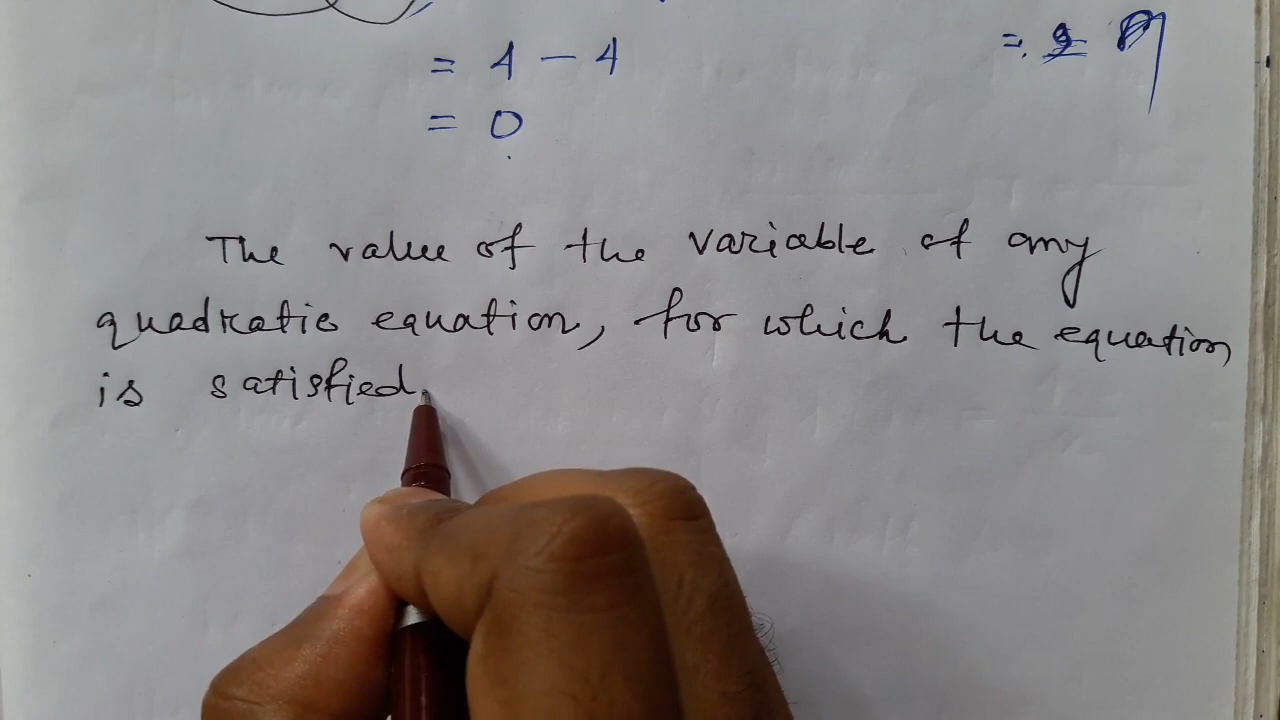 = 4 - 4
= 0
The value of the variable of any
quadratic equation, for which the equation
is satisfied,